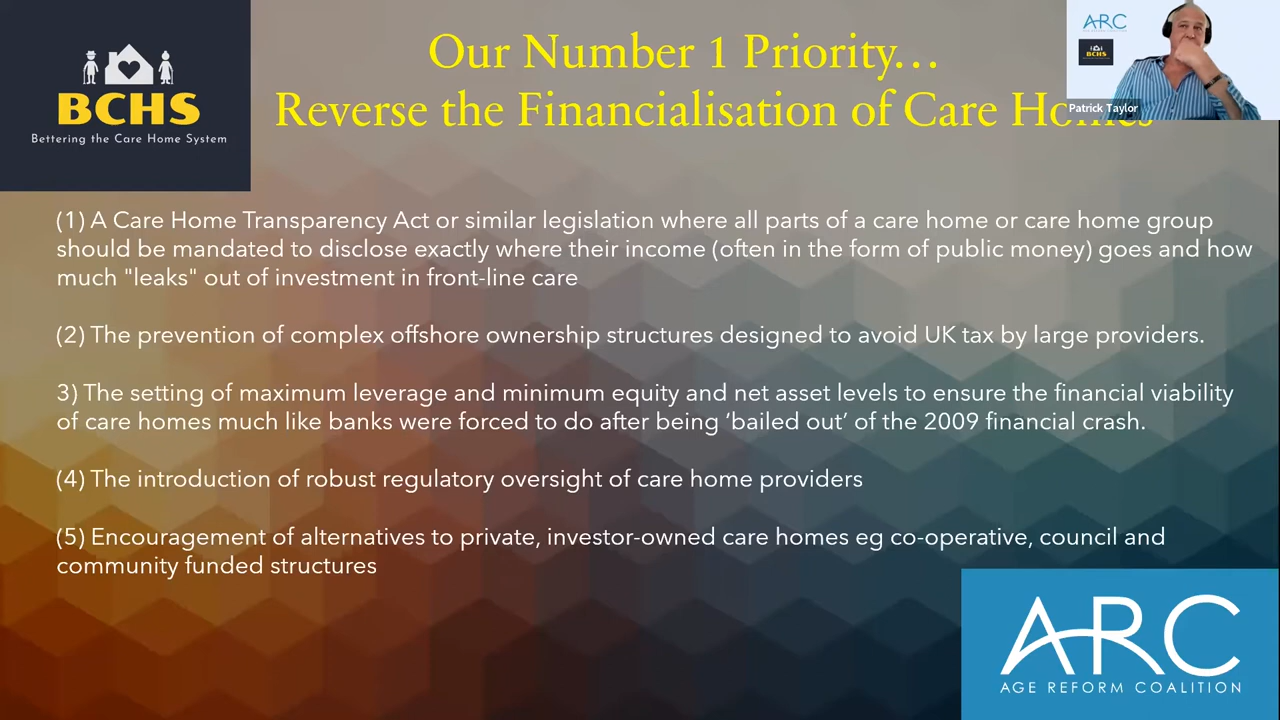 BCHS
Bettering the Care Home System
Our Number 1 Priority…
Reverse the Financialisation of Care Homes
ARC
BCHS
Patrick Taylor
(1) A Care Home Transparency Act or similar legislation where all parts of a care home or care home group
should be mandated to disclose exactly where their income (often in the form of public money) goes and how
much "leaks" out of investment in front-line care
(2) The prevention of complex offshore ownership structures designed to avoid UK tax by large providers.
3) The setting of maximum leverage and minimum equity and net asset levels to ensure the financial viability
of care homes much like banks were forced to do after being ‘bailed out’ of the 2009 financial crash.
(4) The introduction of robust regulatory oversight of care home providers
(5) Encouragement of alternatives to private, investor-owned care homes eg co-operative, council and
community funded structures
ARC
AGE REFORM COALITION